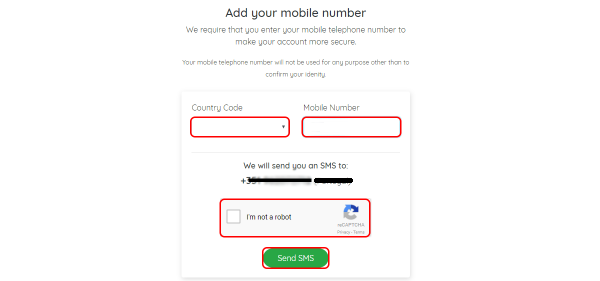 Add your mobile number
We require that you enter your mobile telephone number to
make your account more secure.
Your mobile telephone number will not be used for any purpose other than to
confirm your idenity
Country Code
Mobile Number
We will send you an SMS to:
I'm not a robot
reCAPTCHA
Privacy - Terms
Send SMS